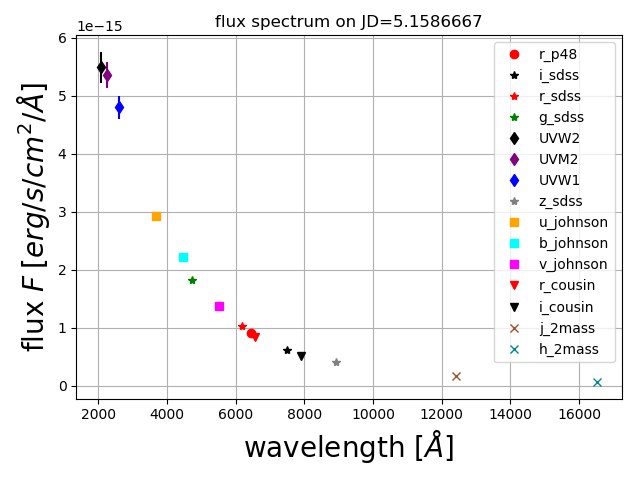 flux spectrum on JD=5.1586667
1e−15
6
5
4
3
2
1
0
flux F [erg/s/cm²/Å]
2000 4000 6000 8000 10000 12000 14000 16000
wavelength [Å]
r_p48
i_sdss
r_sdss
g_sdss
UVW2
UVM2
UVW1
z_sdss
u_johnson
b_johnson
v_johnson
r_cousin
i_cousin
j_2mass
h_2mass